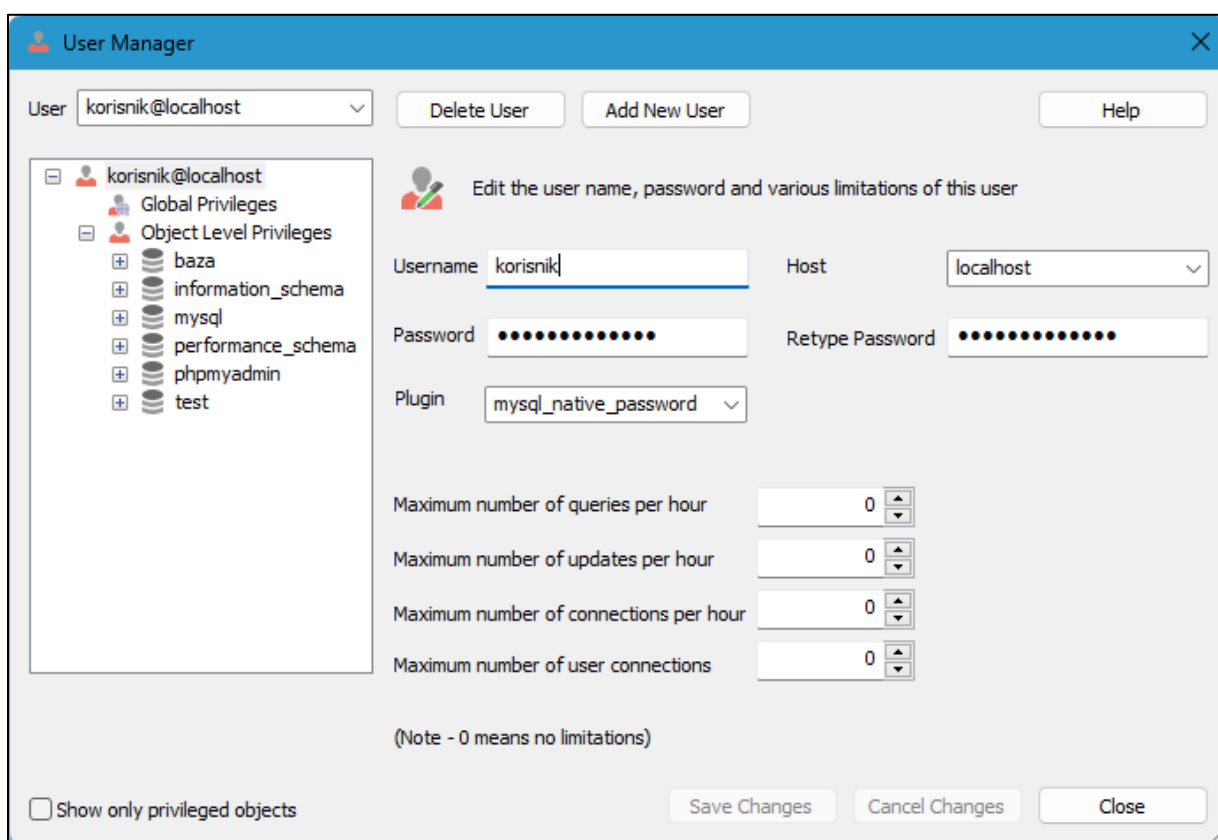 User Manager
User korisnik@localhost Delete User Add New User Help
korisnik@localhost
Global Privileges
Object Level Privileges
baza
information_schema
mysql
performance_schema
phpmyadmin
test
Edit the user name, password and various limitations of this user
Username korisnik Host localhost
Password ••••••••••••• Retype Password •••••••••••••
Plugin mysql_native_password
Maximum number of queries per hour 0
Maximum number of updates per hour 0
Maximum number of connections per hour 0
Maximum number of user connections 0
(Note - 0 means no limitations)
Show only privileged objects Save Changes Cancel Changes Close